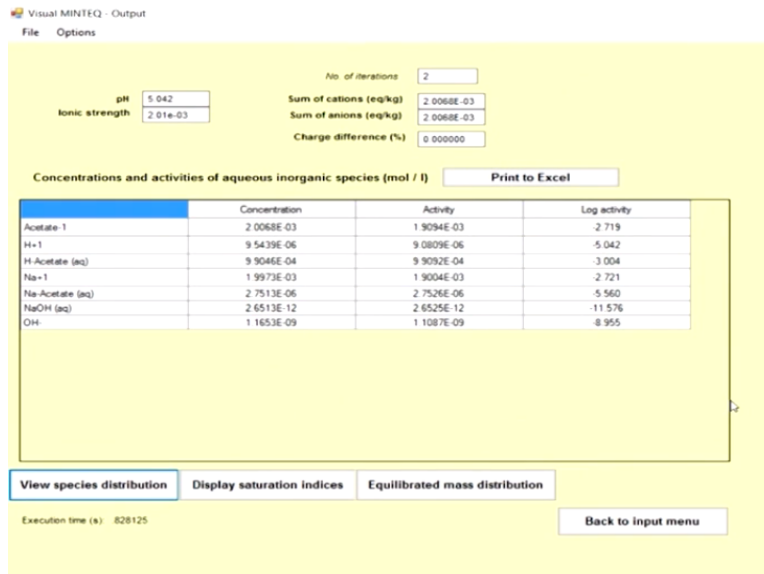 Visual MINTEQ - Output
File Options
No of iterations 2
pH 5.042
Ionic strength 2.01e-03
Sum of cations (eq/kg) 2.0068E-03
Sum of anions (eq/kg) 2.0068E-03
Charge difference (%) 0.000000
Concentrations and activities of aqueous inorganic species (mol / l) Print to Excel
Concentration Activity Log activity
Acetate-1 2.0068E-03 1.9094E-03 -2.719
H+1 9.5439E-06 9.0809E-06 -5.042
H-Acetate (aq) 9.9046E-04 9.9092E-04 -3.004
Na+1 1.9973E-03 1.9004E-03 -2.721
Na-Acetate (aq) 2.7513E-06 2.7526E-06 -5.560
NaOH (aq) 2.6513E-12 2.6525E-12 -11.576
OH- 1.1653E-09 1.1087E-09 -8.955
View species distribution Display saturation indices Equilibrated mass distribution
Execution time (s) 828125
Back to input menu